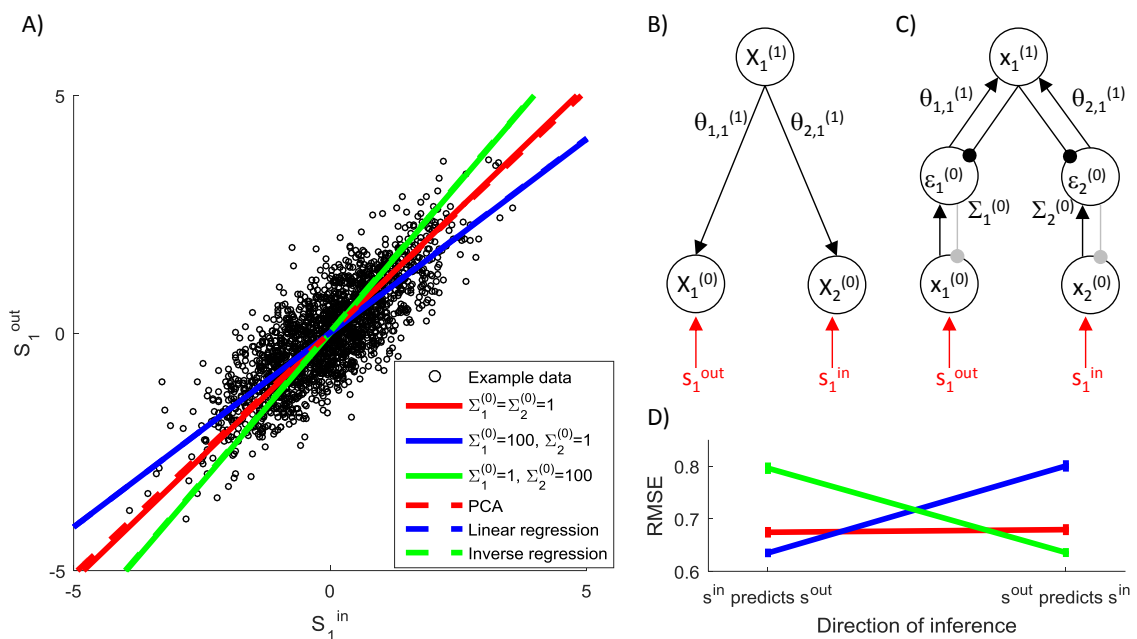 A)
5
0
-5
S₁ᵒᵘᵗ
-5
0
5
S₁ⁱⁿ
Example data
Σ₁⁽⁰⁾=Σ₂⁽⁰⁾=1
Σ₁⁽⁰⁾=100, Σ₂⁽⁰⁾=1
Σ₁⁽⁰⁾=1, Σ₂⁽⁰⁾=100
PCA
Linear regression
Inverse regression
B)
X₁⁽¹⁾
θ₁,₁⁽¹⁾
θ₂,₁⁽¹⁾
X₁⁽⁰⁾
X₂⁽⁰⁾
s₁ᵒᵘᵗ
s₁ⁱⁿ
C)
x₁⁽¹⁾
θ₁,₁⁽¹⁾
θ₂,₁⁽¹⁾
ε₁⁽⁰⁾
ε₂⁽⁰⁾
Σ₁⁽⁰⁾
Σ₂⁽⁰⁾
x₁⁽⁰⁾
x₂⁽⁰⁾
s₁ᵒᵘᵗ
s₁ⁱⁿ
D)
0.8
0.7
0.6
RMSE
sⁱⁿ predicts sᵒᵘᵗ
sᵒᵘᵗ predicts sⁱⁿ
Direction of inference